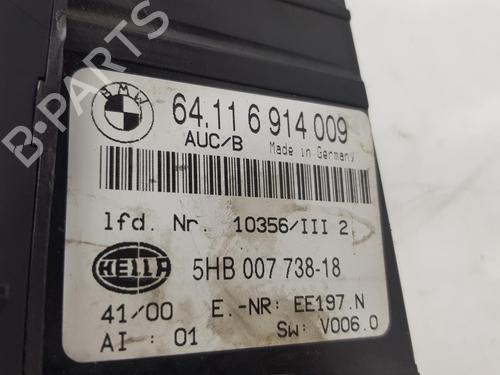 BMW
64.11 6 914 009
AUC/B Made in Germany
lfd. Nr. 10356/III 2
HELLA 5HB 007 738-18
41/00 E.-NR: EE197.N
AI : 01 SW: V006.0
B-PARTS